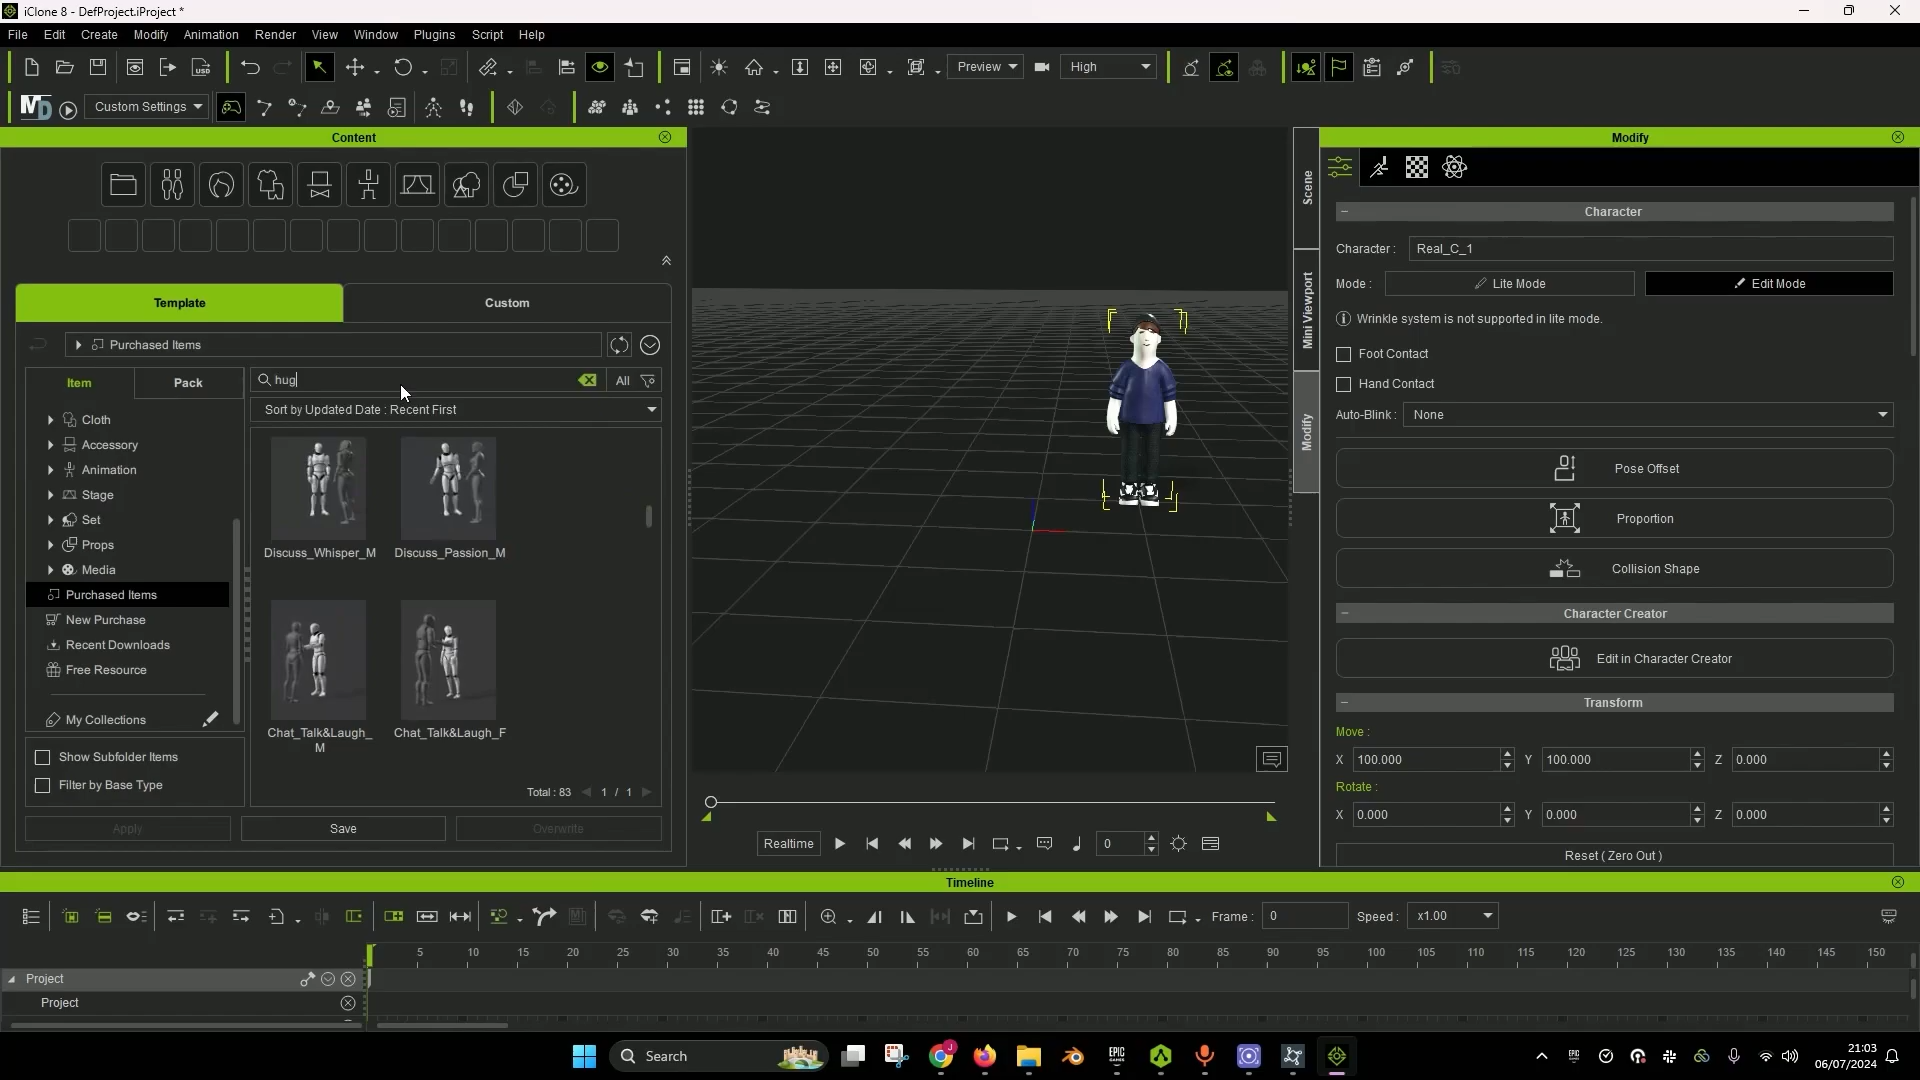 iClone 8 - DefProject.iProject *
File Edit Create Modify Animation Render View Window Plugins Script Help
Preview High
MD Custom Settings
Content
Template Custom
Purchased Items
Item Pack
hug All
Sort by Updated Date : Recent First
Cloth
Accessory
Animation
Stage
Set
Props
Media
Purchased Items
New Purchase
Recent Downloads
Free Resource
My Collections
Show Subfolder Items
Filter by Base Type
Discuss_Whisper_M Discuss_Passion_M
Chat_Talk&Laugh_
M
Chat_Talk&Laugh_F
Total : 83 1 / 1
Apply Save Overwrite
Realtime 0
Scene
Mini Viewport
Modify
Modify
Character
Character : Real_C_1
Mode : Lite Mode Edit Mode
Wrinkle system is not supported in lite mode.
Foot Contact
Hand Contact
Auto-Blink : None
Pose Offset
Proportion
Collision Shape
Character Creator
Edit in Character Creator
Transform
Move :
X 100.000 Y 100.000 Z 0.000
Rotate :
X 0.000 Y 0.000 Z 0.000
Reset ( Zero Out )
Timeline
Frame : 0 Speed : x1.00
5 10 15 20 25 30 35 40 45 50 55 60 65 70 75 80 85 90 95 100 105 110 115 120 125 130 135 140 145 150
Project
Project
Search
EPIC GAMES
21:03
06/07/2024